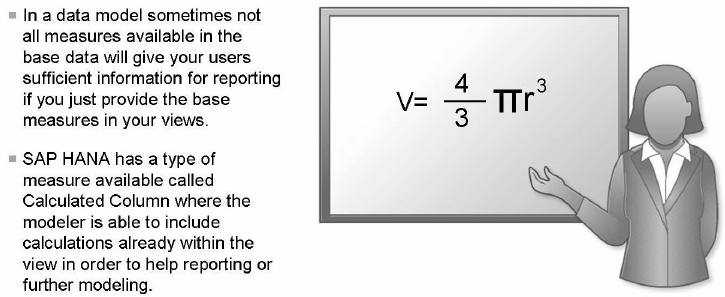 In a data model sometimes not
all measures available in the
base data will give your users
sufficient information for reporting
if you just provide the base
measures in your views.
SAP HANA has a type of
measure available called
Calculated Column where the
modeler is able to include
calculations already within the
view in order to help reporting or
further modeling.
V= 4/3 πr³